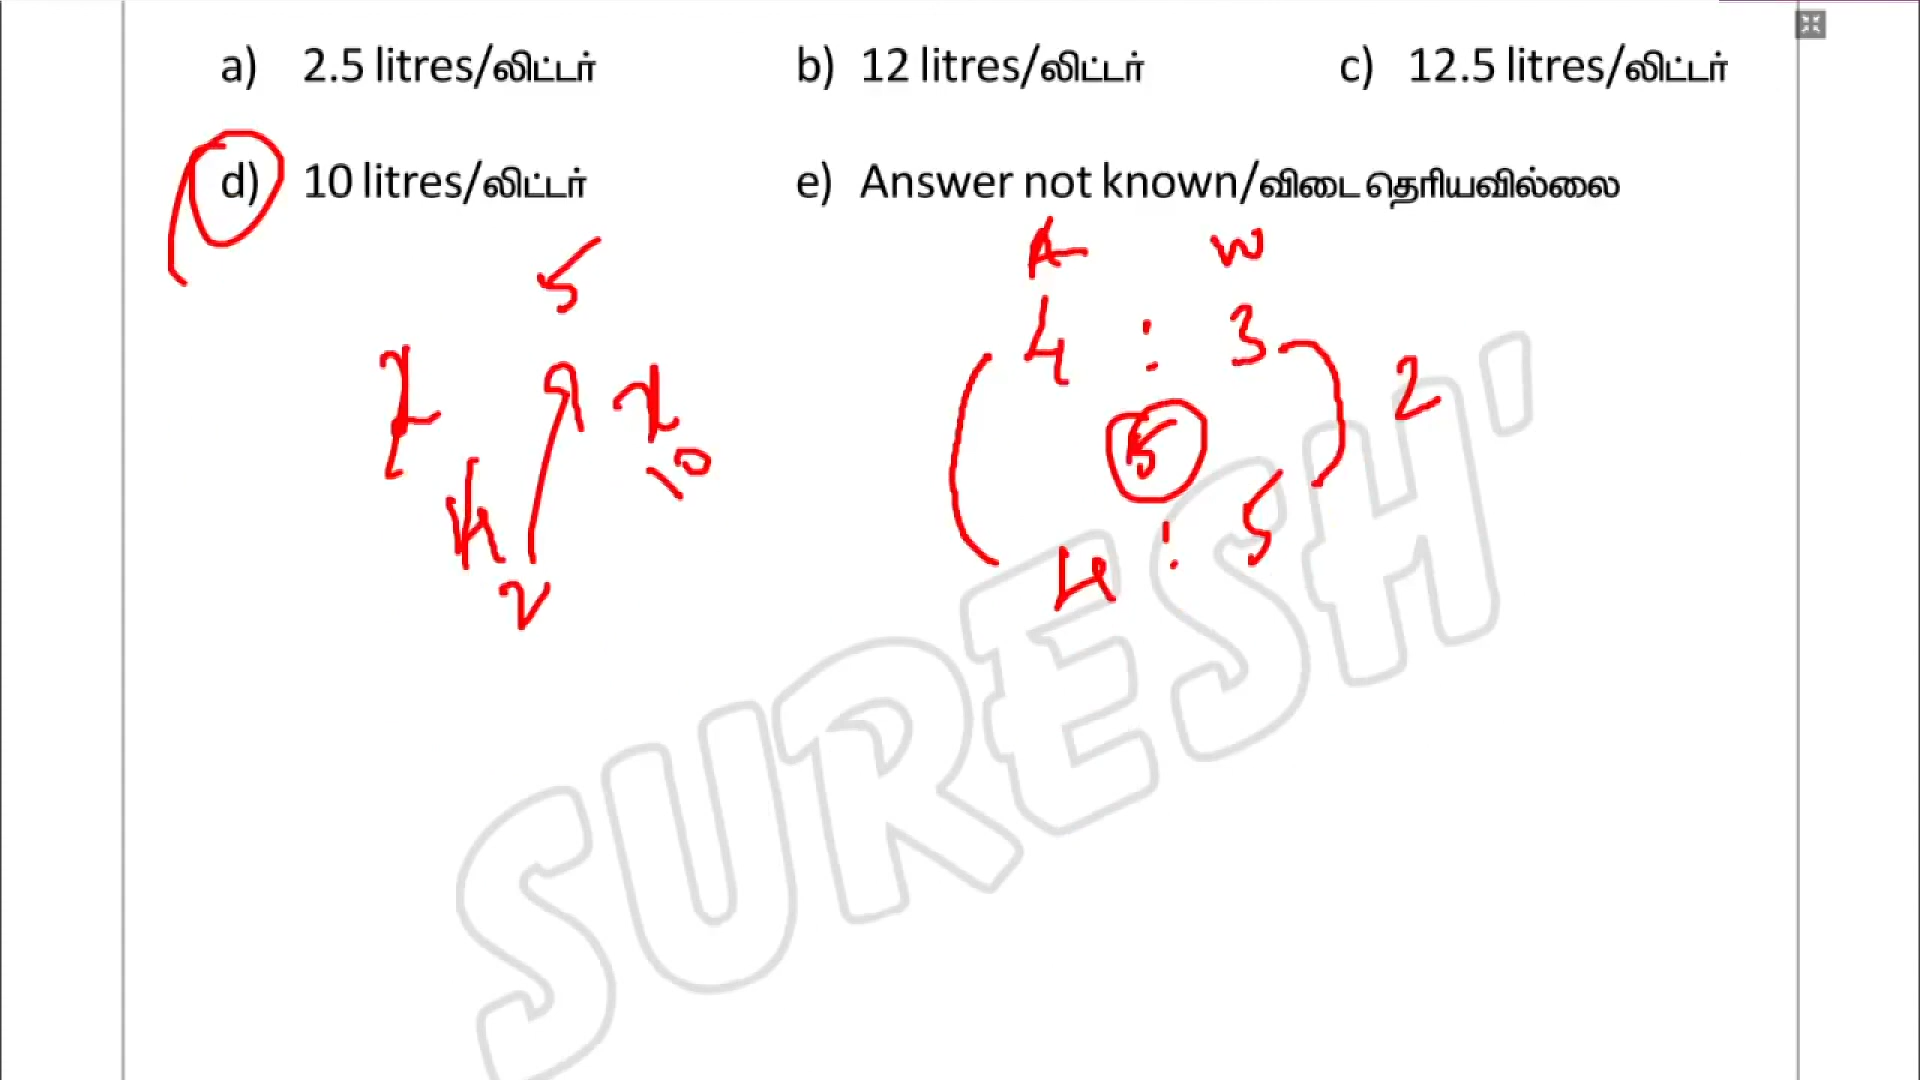 a) 2.5 litres/லிட்டர் b) 12 litres/லிட்டர் c) 12.5 litres/லிட்டர்
d) 10 litres/லிட்டர் e) Answer not known/விடை தெரியவில்லை
A W
5
4 : 3
2
5
10
4 : 5
2
SURESH'